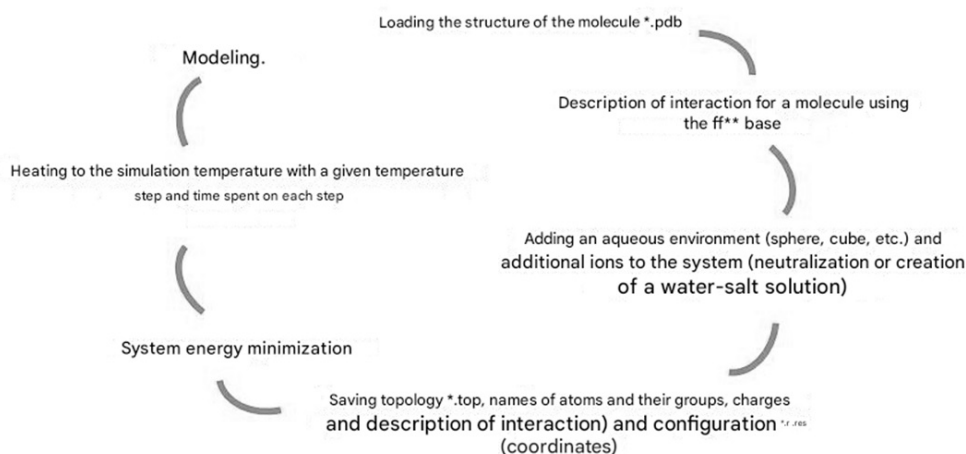 Loading the structure of the molecule *.pdb
Description of interaction for a molecule using
the ff** base
Adding an aqueous environment (sphere, cube, etc.) and
additional ions to the system (neutralization or creation
of a water-salt solution)
Saving topology *.top, names of atoms and their groups, charges
and description of interaction) and configuration
(coordinates)
System energy minimization
Heating to the simulation temperature with a given temperature
step and time spent on each step
Modeling.